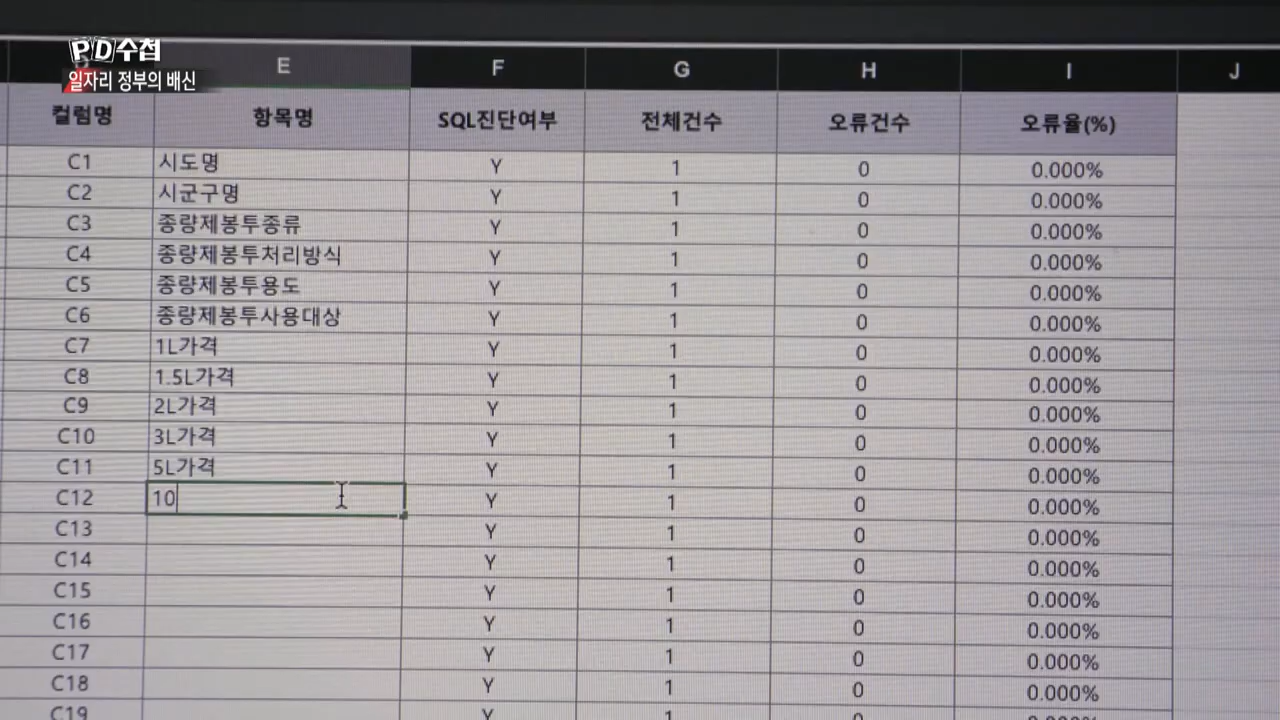 PD수첩
일자리 정부의 배신
E F G H I J
컬럼명 항목명 SQL진단여부 전체건수 오류건수 오류율(%)
C1 시도명 Y 1 0 0.000%
C2 시군구명 Y 1 0 0.000%
C3 종량제봉투종류 Y 1 0 0.000%
C4 종량제봉투처리방식 Y 1 0 0.000%
C5 종량제봉투용도 Y 1 0 0.000%
C6 종량제봉투사용대상 Y 1 0 0.000%
C7 1L가격 Y 1 0 0.000%
C8 1.5L가격 Y 1 0 0.000%
C9 2L가격 Y 1 0 0.000%
C10 3L가격 Y 1 0 0.000%
C11 5L가격 Y 1 0 0.000%
C12 10 Y 1 0 0.000%
C13 Y 1 0 0.000%
C14 Y 1 0 0.000%
C15 Y 1 0 0.000%
C16 Y 1 0 0.000%
C17 Y 1 0 0.000%
C18 Y 1 0 0.000%
C19 Y 1 0 0.000%